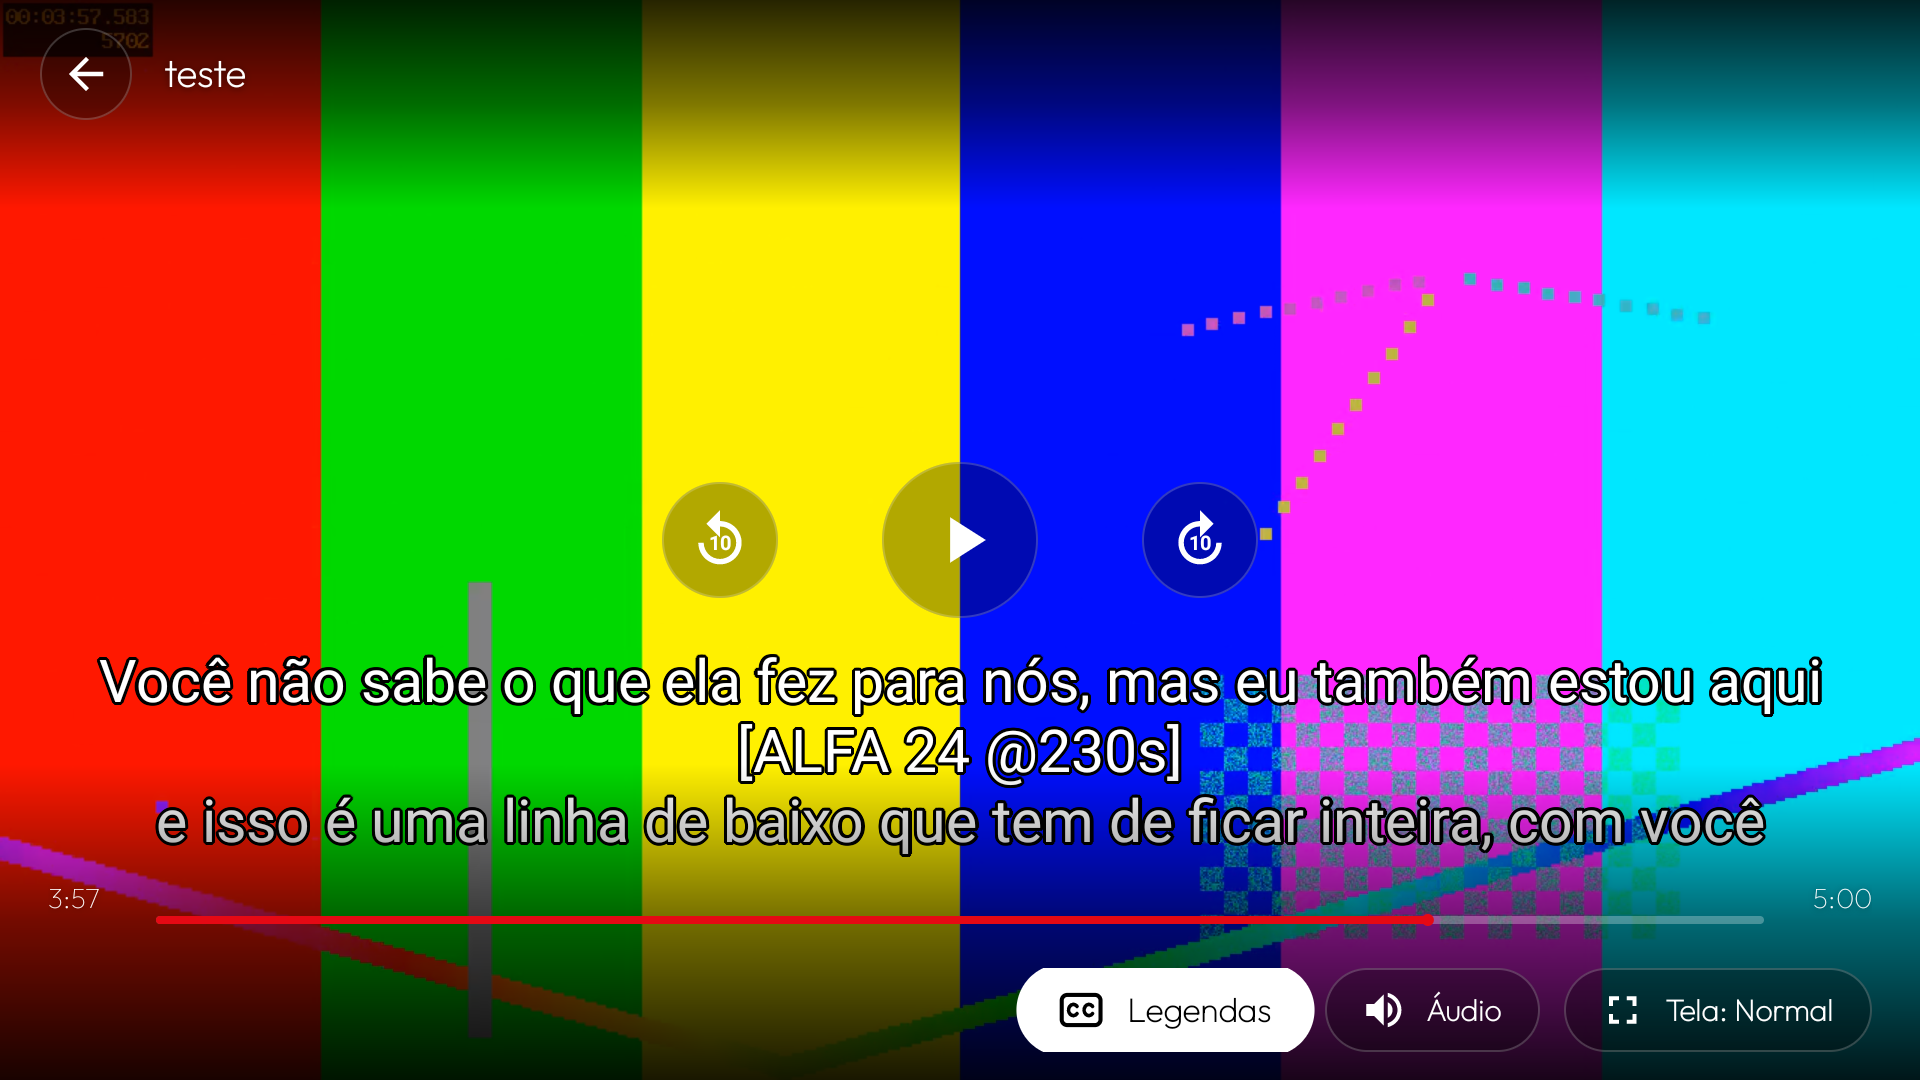 00:03:57.583
5702
teste
10
10
Você não sabe o que ela fez para nós, mas eu também estou aqui
[ALFA 24 @230s]
e isso é uma linha de baixo que tem de ficar inteira, com você
3:57
5:00
CC Legendas
Áudio
Tela: Normal